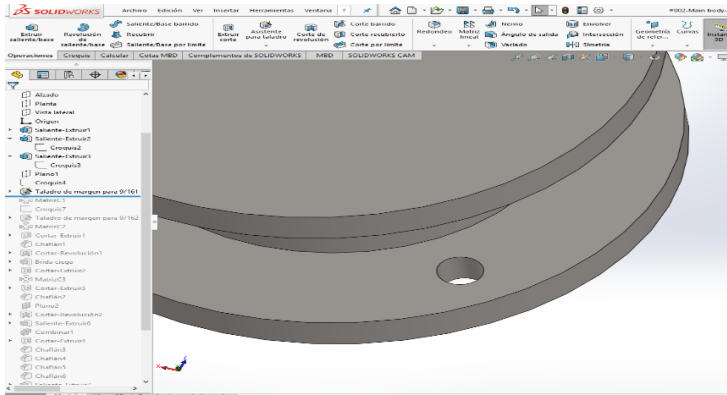 SOLIDWORKS Archivo Edición Ver Insertar Herramientas Ventana #002-Main body
Extruir saliente/base
Revolución de saliente/base
Saliente/Base barrido
Recubrir
Saliente/Base por límite
Extruir corte
Asistente para taladro
Corte de revolución
Corte barrido
Corte recubierto
Corte por límite
Redondeo
Matriz lineal
Nervio
Ángulo de salida
Vaciado
Envolver
Intersección
Simetría
Geometría de refer...
Curvas
Instant 3D
Operaciones Croquis Calcular Cotas MBD Complementos de SOLIDWORKS MBD SOLIDWORKS CAM
Alzado
Planta
Vista lateral
Origen
Saliente-Extruir1
Saliente-Extruir2
Croquis2
Saliente-Extruir3
Croquis3
Plano1
Croquis4
Taladro de margen para 9/161
MatrizC1
Croquis7
Taladro de margen para 9/162
MatrizC2
Cortar-Extruir1
Chaflán1
Cortar-Revolución1
Brida ciega
Cortar-Extruir2
MatrizC3
Cortar-Extruir3
Chaflán2
Plano2
Cortar-Revolución2
Saliente-Extruir6
Combinar1
Cortar-Extruir4
Chaflán3
Chaflán4
Chaflán5
Chaflán6